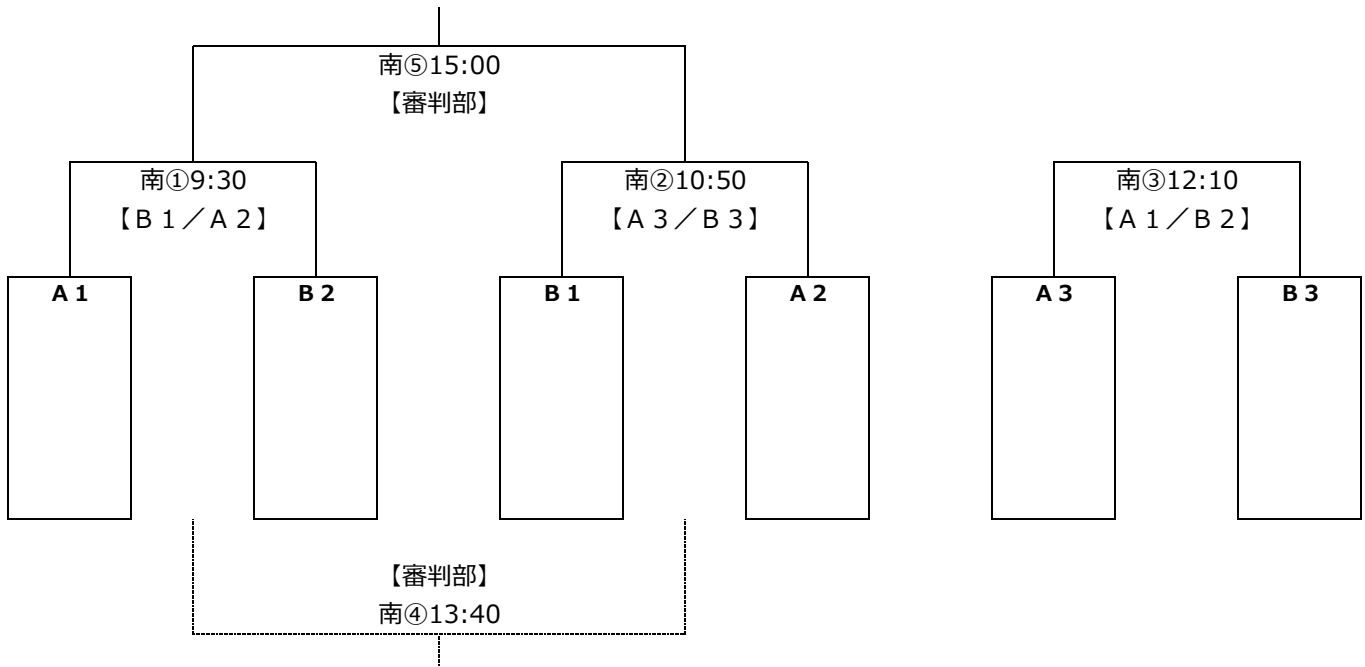 南⑤15:00
【審判部】
南①9:30
【Ｂ１／Ａ２】
南②10:50
【Ａ３／Ｂ３】
南③12:10
【Ａ１／Ｂ２】
Ａ１
Ｂ２
Ｂ１
Ａ２
Ａ３
Ｂ３
【審判部】
南④13:40